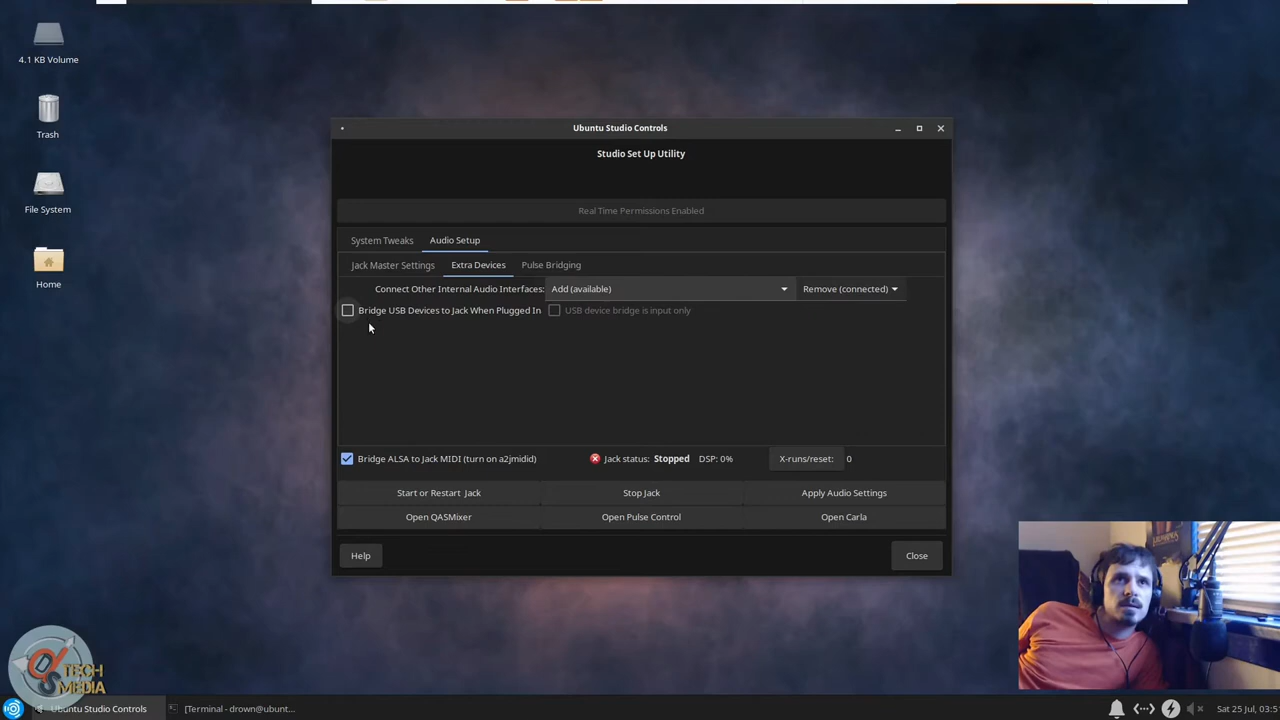 4.1 KB Volume
Trash
File System
Home
Ubuntu Studio Controls
Studio Set Up Utility
Real Time Permissions Enabled
System Tweaks Audio Setup
Jack Master Settings Extra Devices Pulse Bridging
Connect Other Internal Audio Interfaces: Add (available) Remove (connected)
Bridge USB Devices to Jack When Plugged In USB device bridge is input only
Bridge ALSA to Jack MIDI (turn on a2jmidid) Jack status: Stopped DSP: 0% X-runs/reset: 0
Start or Restart Jack Stop Jack Apply Audio Settings
Open QASMixer Open Pulse Control Open Carla
Help Close
TECH
MEDIA
Ubuntu Studio Controls [Terminal - drown@ubunt... Sat 25 Jul, 03:5